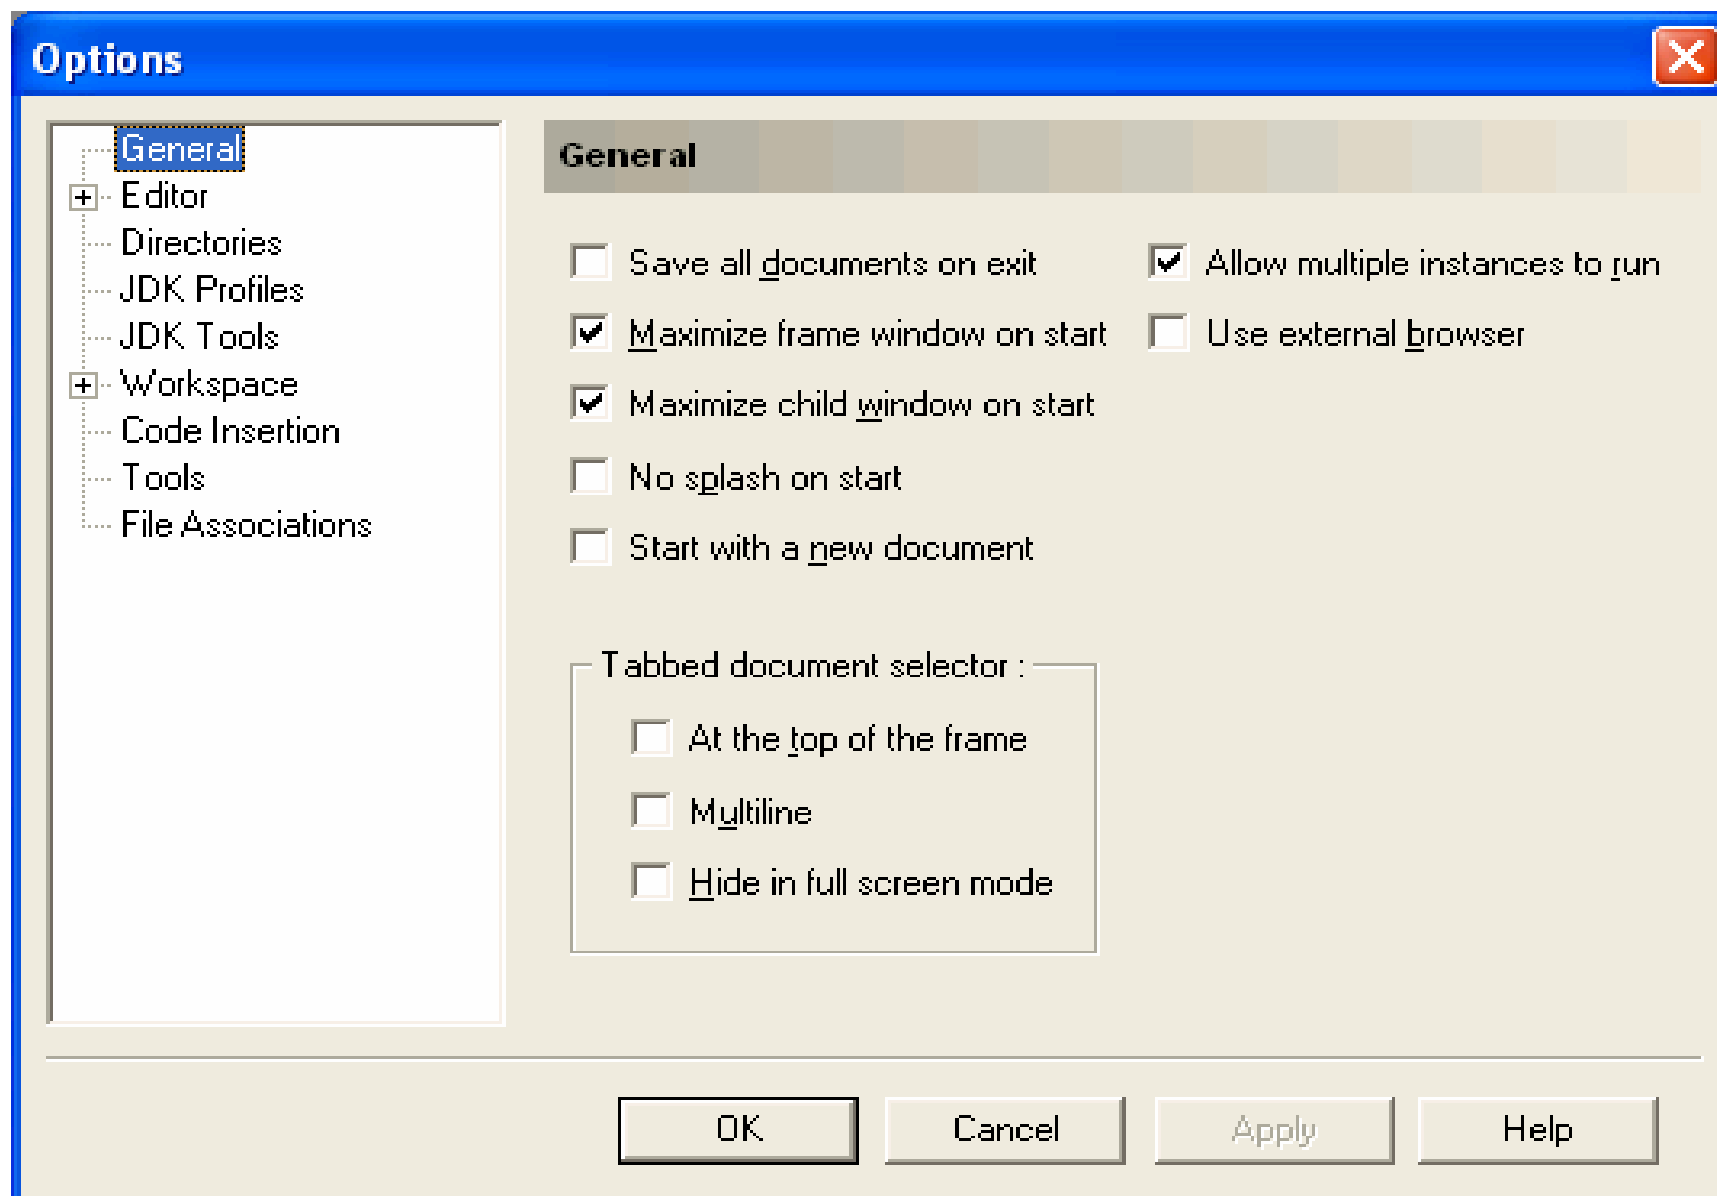 Options
General
Editor
Directories
JDK Profiles
JDK Tools
Workspace
Code Insertion
Tools
File Associations
General
Save all documents on exit
Maximize frame window on start
Maximize child window on start
No splash on start
Start with a new document
Allow multiple instances to run
Use external browser
Tabbed document selector :
At the top of the frame
Multiline
Hide in full screen mode
OK Cancel Apply Help